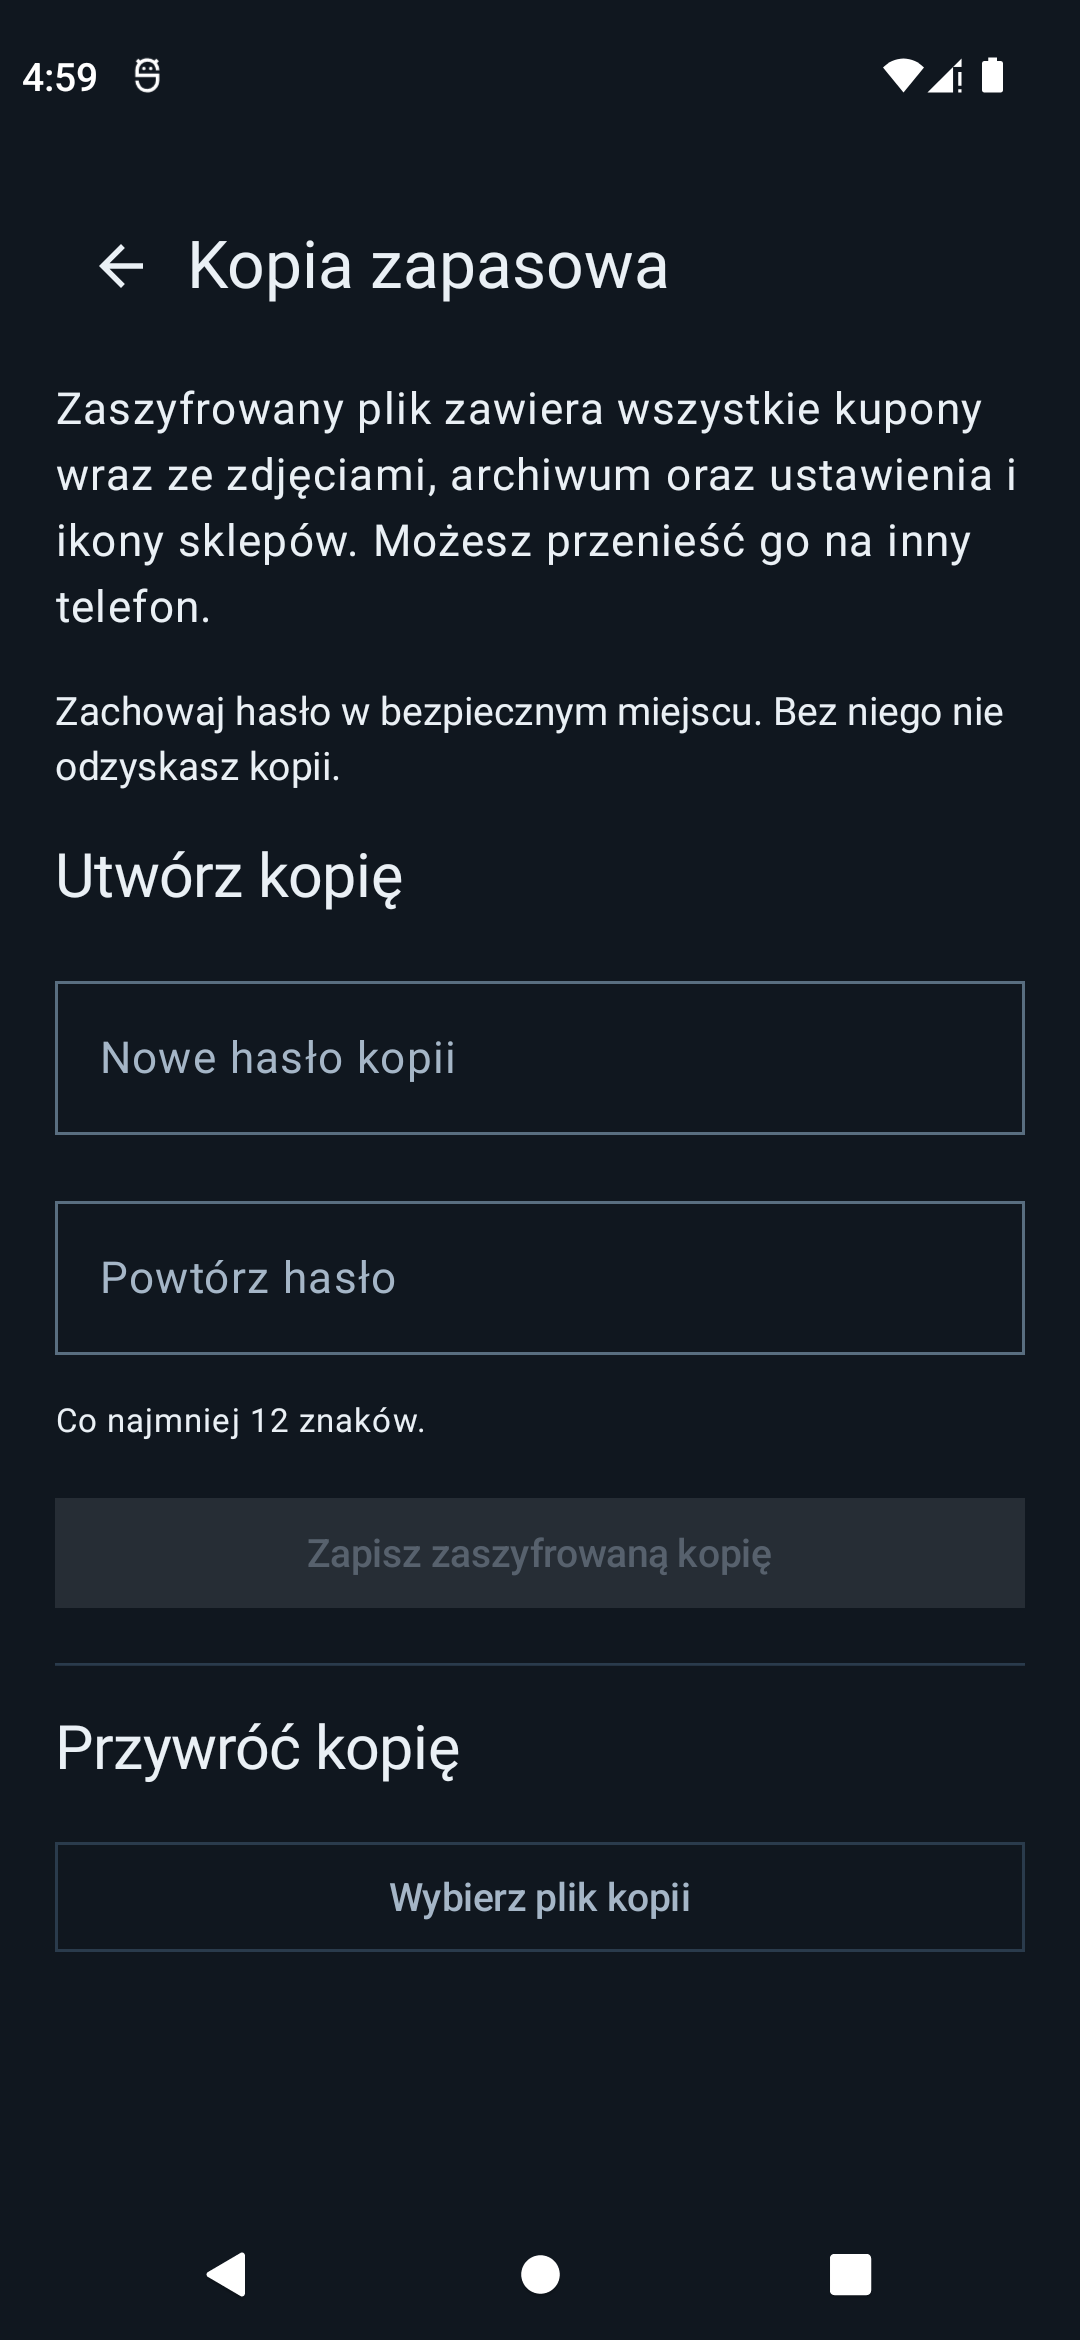 4:59
Kopia zapasowa
Zaszyfrowany plik zawiera wszystkie kupony
wraz ze zdjęciami, archiwum oraz ustawienia i
ikony sklepów. Możesz przenieść go na inny
telefon.
Zachowaj hasło w bezpiecznym miejscu. Bez niego nie
odzyskasz kopii.
Utwórz kopię
Nowe hasło kopii
Powtórz hasło
Co najmniej 12 znaków.
Zapisz zaszyfrowaną kopię
Przywróć kopię
Wybierz plik kopii